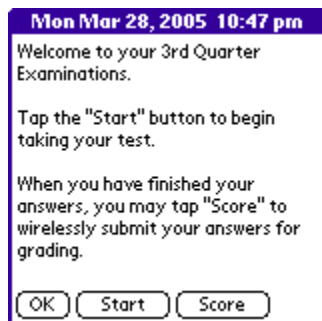 Mon Mar 28, 2005 10:47 pm
Welcome to your 3rd Quarter
Examinations.
Tap the "Start" button to begin
taking your test.
When you have finished your
answers, you may tap "Score" to
wirelessly submit your answers for
grading.
OK Start Score